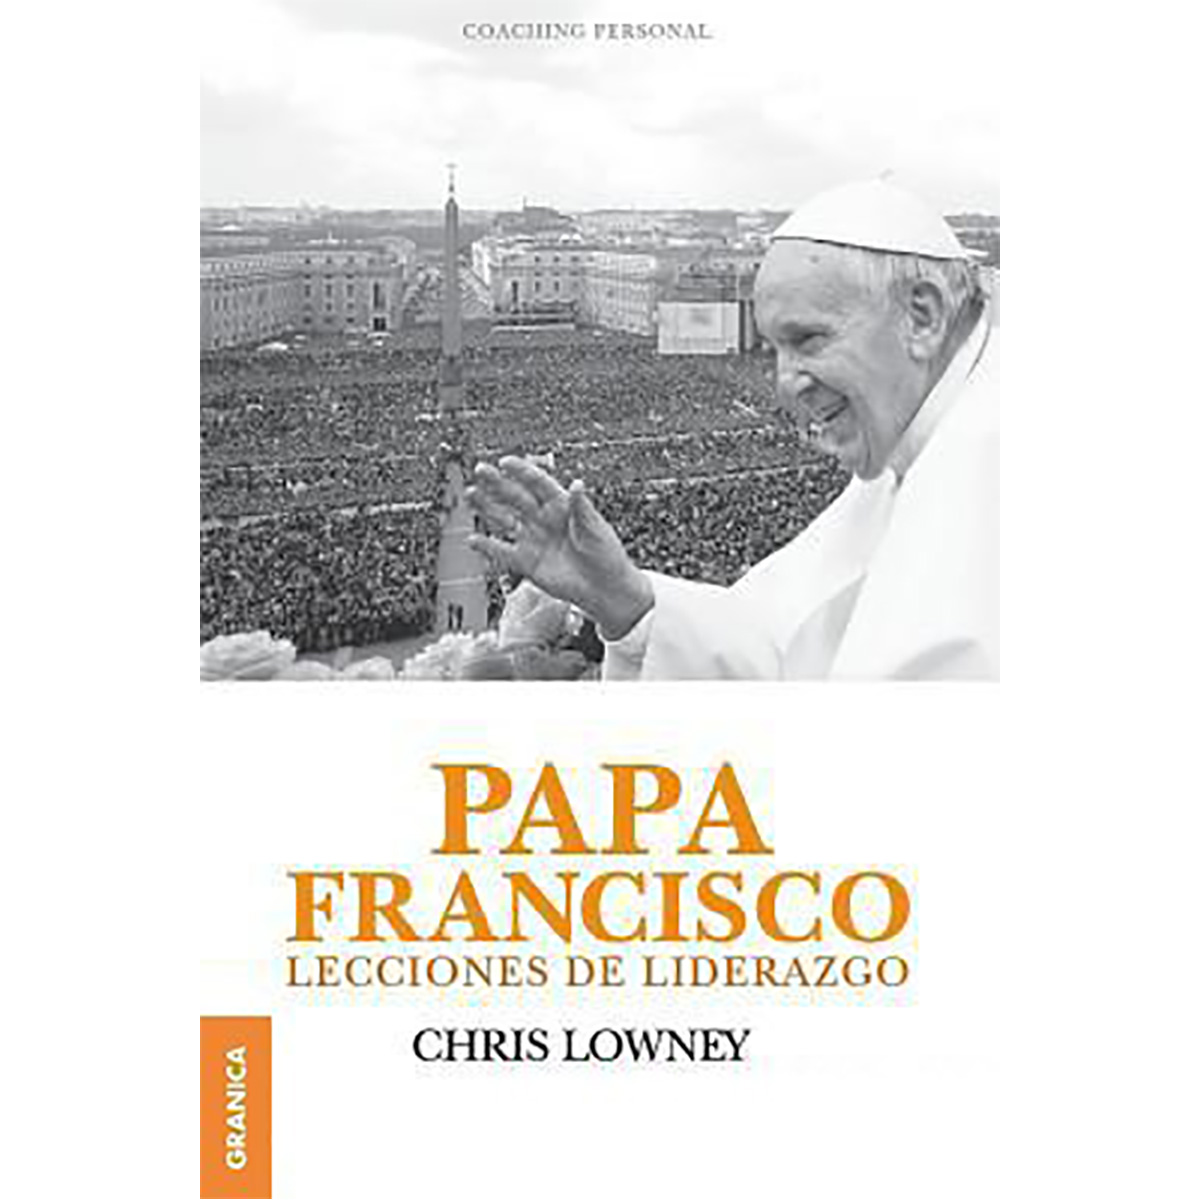 COACHING PERSONAL
PAPA
FRANCISCO
LECCIONES DE LIDERAZGO
CHRIS LOWNEY
GRANICA